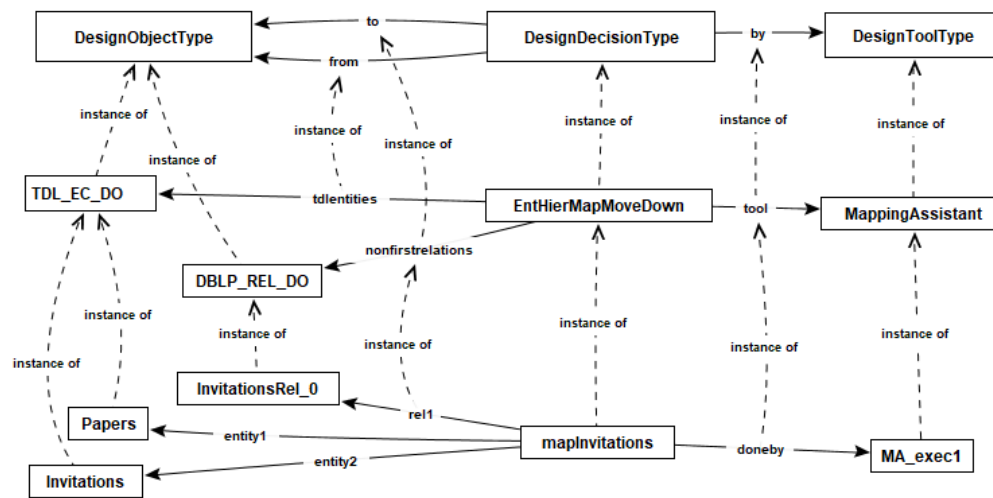 to
DesignObjectType
DesignDecisionType
by
DesignToolType
from
instance of
instance of
instance of
instance of
instance of
instance of
TDL_EC_DO
tdlentities
EntHierMapMoveDown
tool
MappingAssistant
nonfirstrelations
DBLP_REL_DO
instance of
instance of
instance of
instance of
instance of
instance of
instance of
InvitationsRel_0
rel1
Papers
entity1
mapInvitations
doneby
MA_exec1
entity2
Invitations